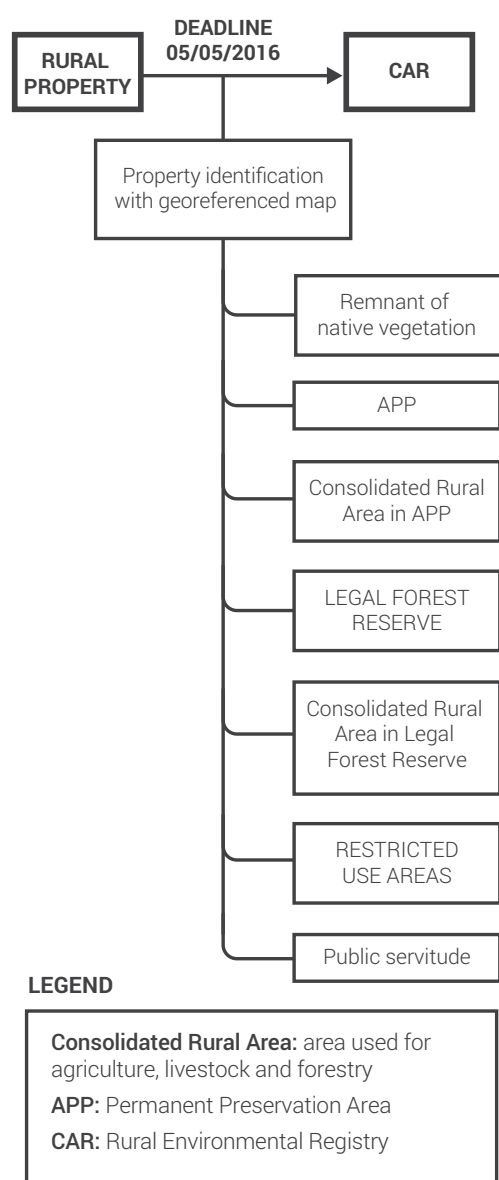 DEADLINE
05/05/2016
RURAL
PROPERTY
CAR
Property identification
with georeferenced map
Remnant of
native vegetation
APP
Consolidated Rural
Area in APP
LEGAL FOREST
RESERVE
Consolidated Rural
Area in Legal
Forest Reserve
RESTRICTED
USE AREAS
Public servitude
LEGEND
Consolidated Rural Area: area used for
agriculture, livestock and forestry
APP: Permanent Preservation Area
CAR: Rural Environmental Registry